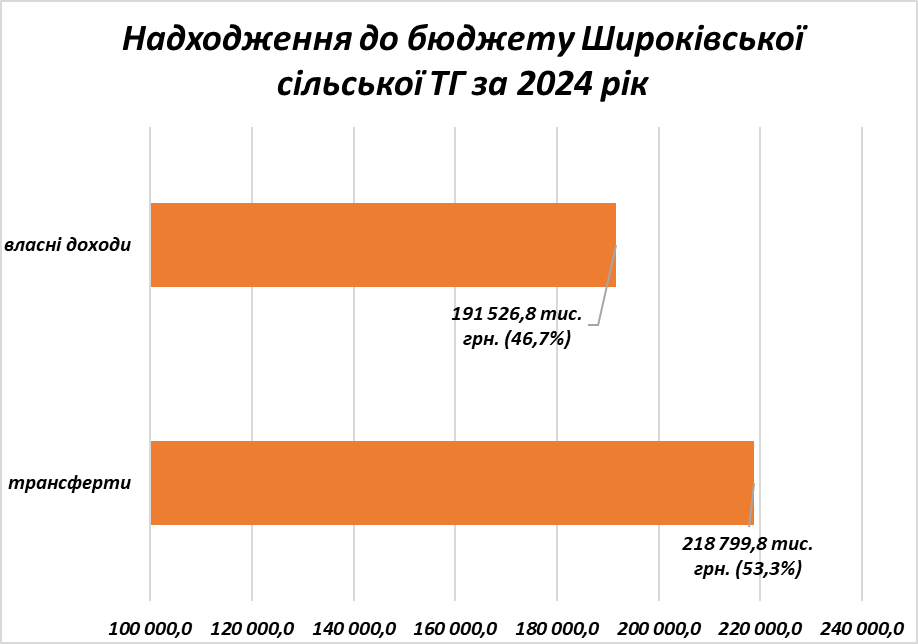 Надходження до бюджету Широківської
сільської ТГ за 2024 рік
власні доходи
191 526,8 тис.
грн. (46,7%)
трансферти
218 799,8 тис.
грн. (53,3%)
100 000,0 120 000,0 140 000,0 160 000,0 180 000,0 200 000,0 220 000,0 240 000,0